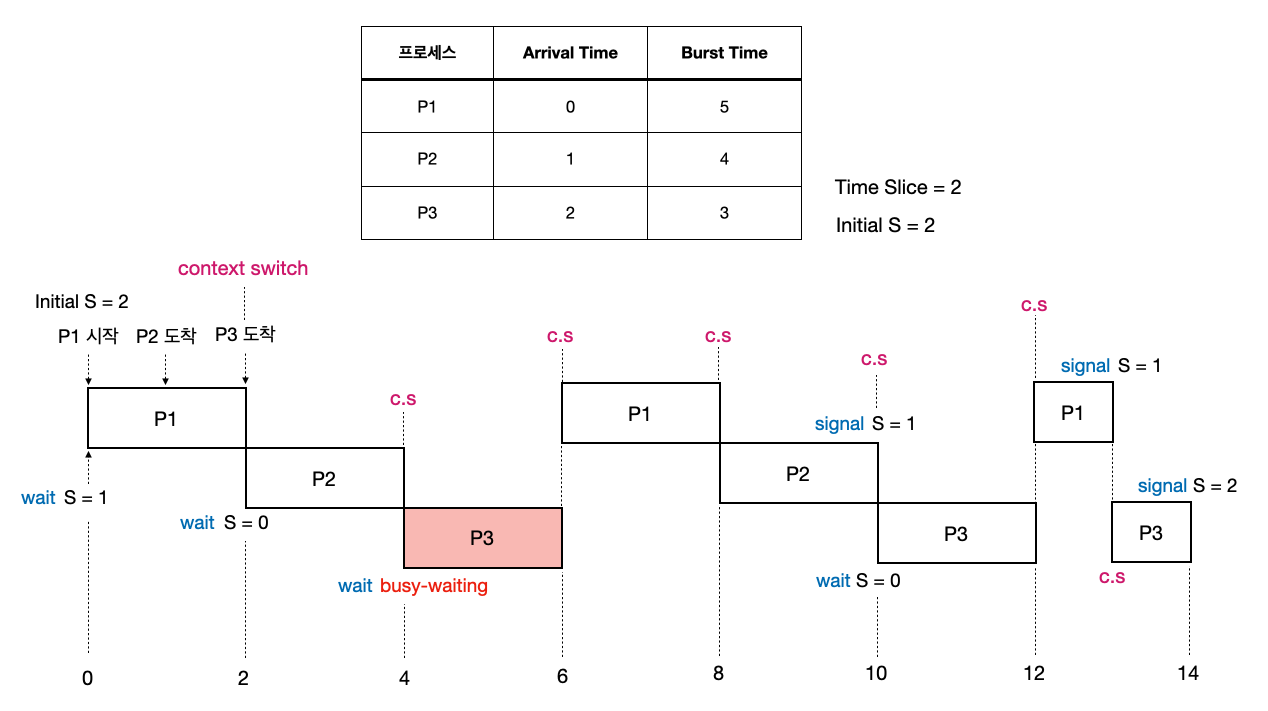 프로세스 Arrival Time Burst Time
P1 0 5
P2 1 4
P3 2 3
Time Slice = 2
Initial S = 2
context switch
Initial S = 2
P1 시작 P2 도착 P3 도착
c.s
c.s
c.s
c.s
c.s
signal S = 1
signal S = 1
P1
P2
P3
P1
P2
P3
P1
P3
wait S = 1
wait S = 0
wait busy-waiting
wait S = 0
signal S = 2
c.s
0 2 4 6 8 10 12 14